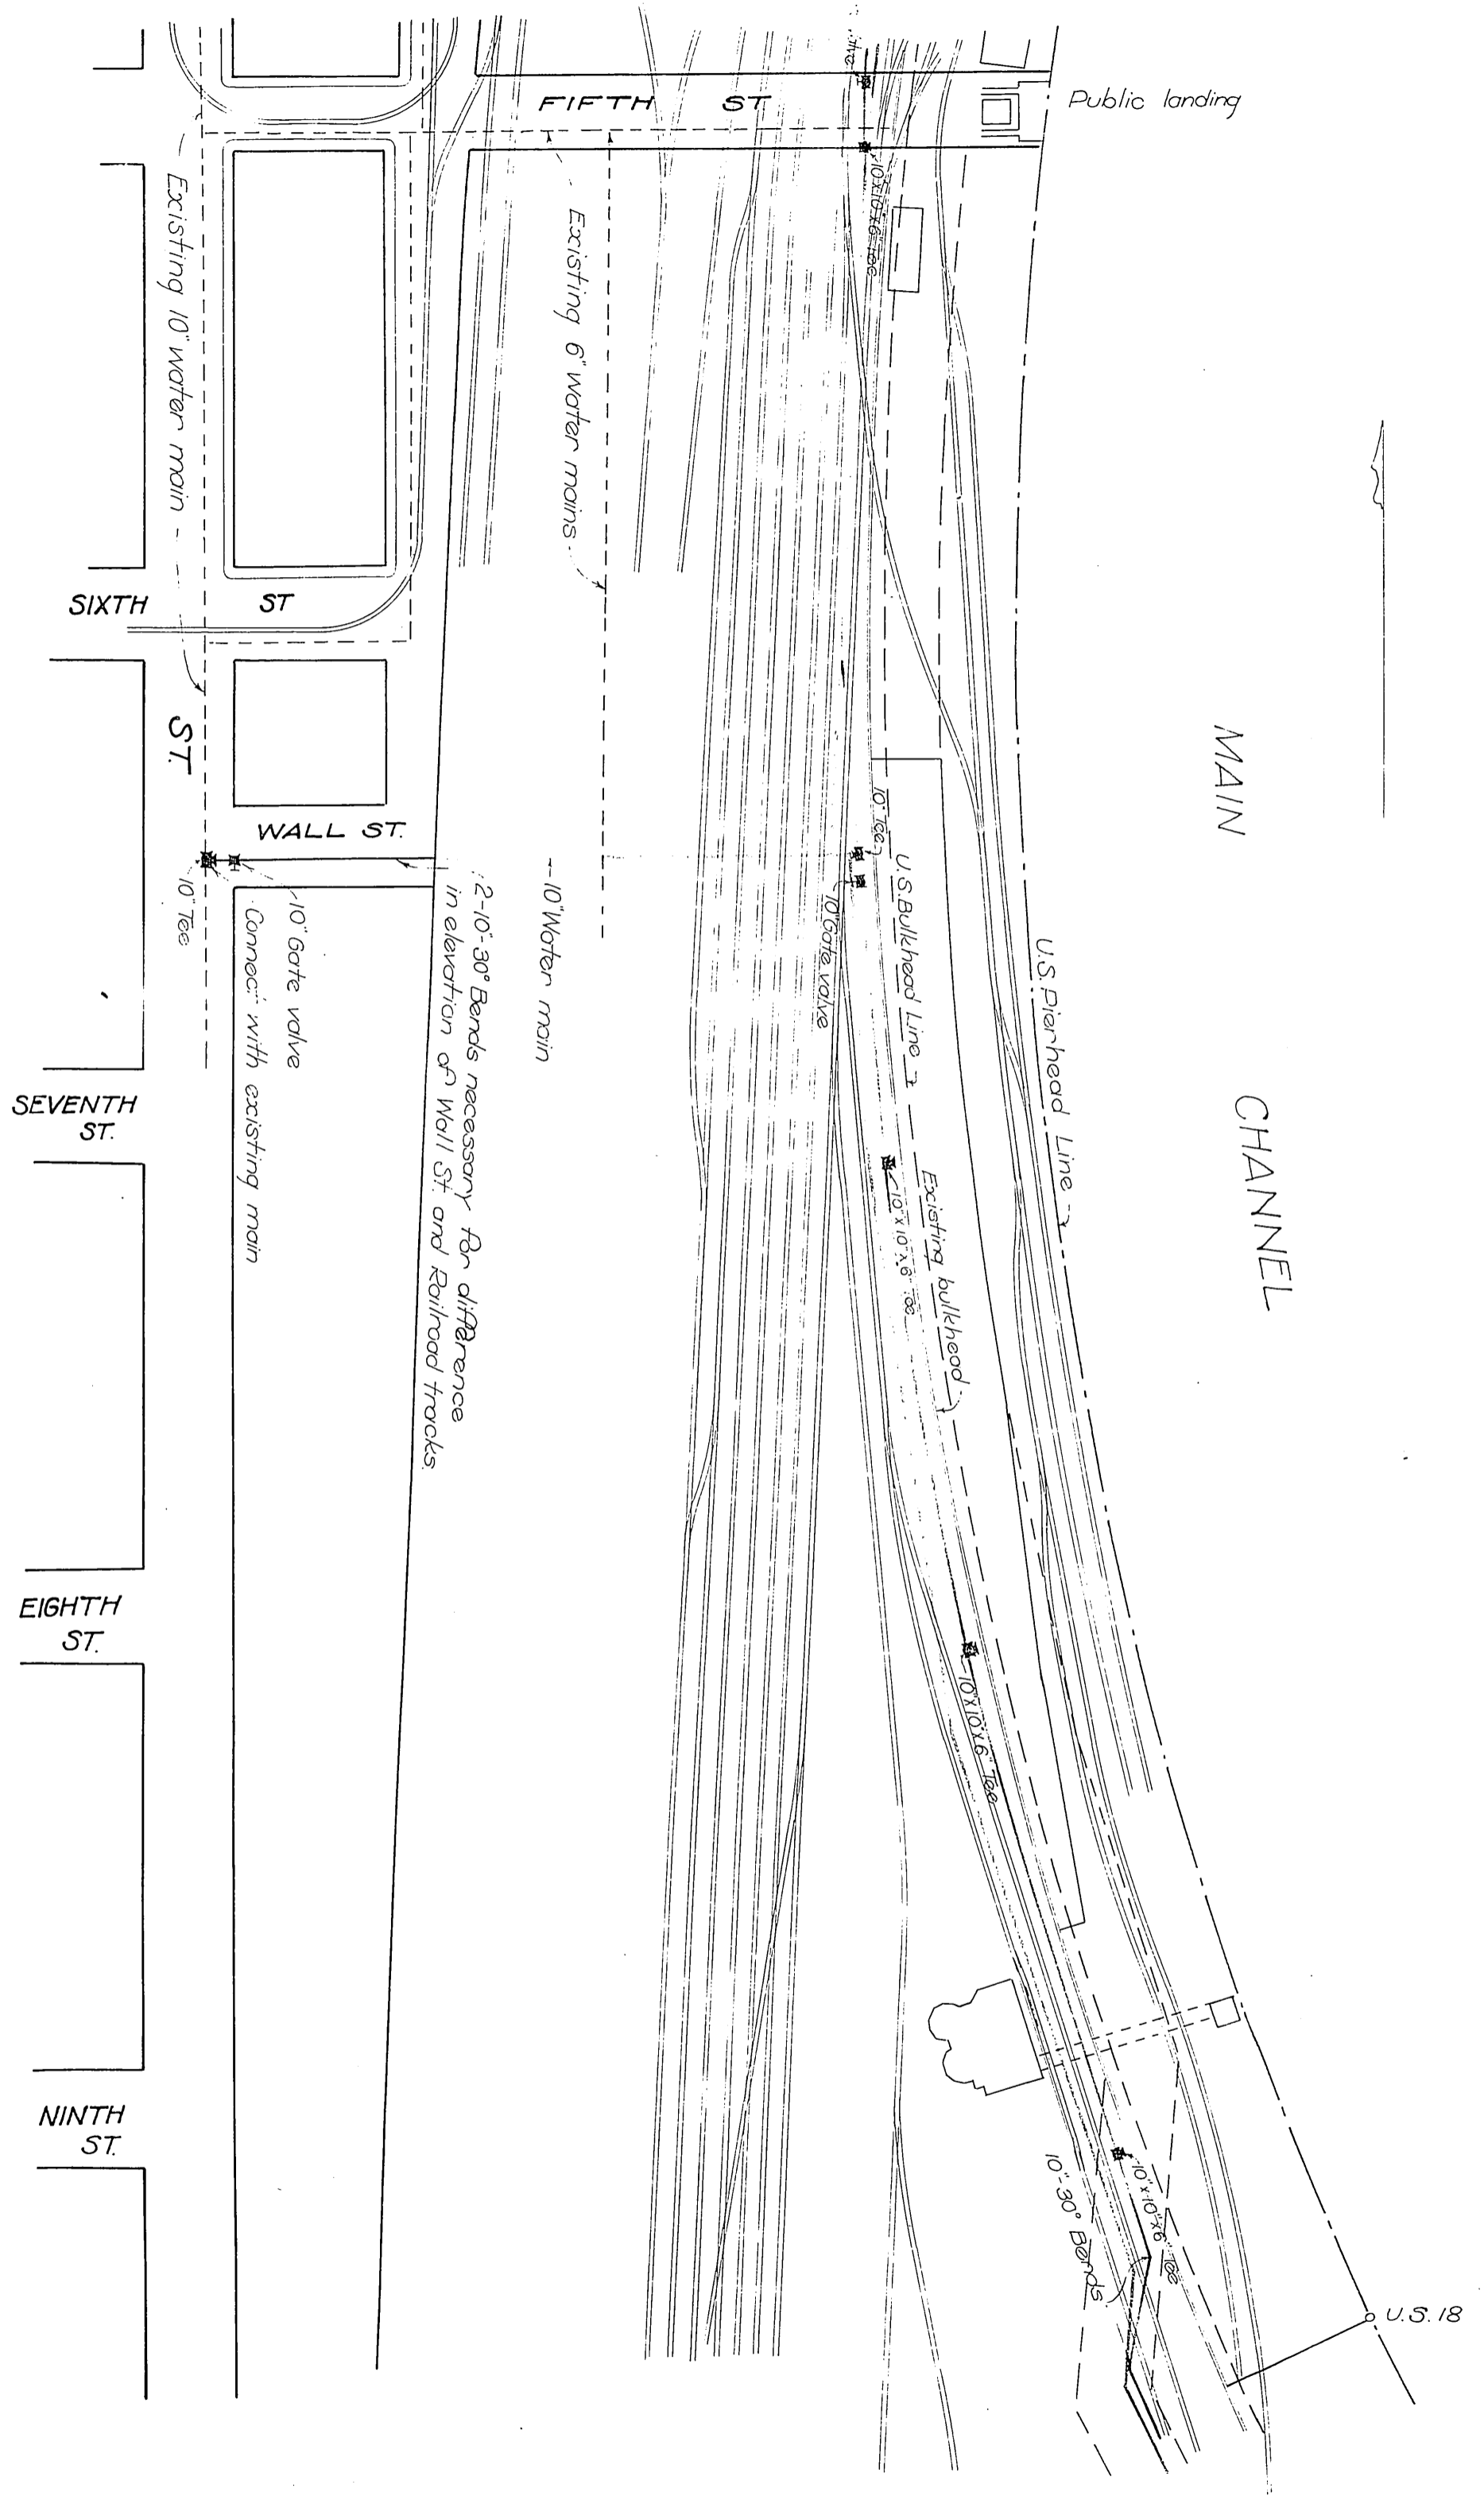 FIFTH ST
Public landing
10"x10"x6" Tee
Existing 10" water main
Existing 6" water mains.
SIXTH ST
ST.
MAIN
CHANNEL
WALL ST.
10" Tee
10" Gate valve
Connect with existing main
2-10"-30° Bends necessary for difference
in elevation of Wall St. and Railroad tracks.
10" Water main
10" Tee
10" Gate valve
U.S. Bulkhead Line
U.S. Pierhead Line
SEVENTH
ST.
Existing bulkhead
10"x10"x6" Tee
EIGHTH
ST.
10"x10"x6" Tee
NINTH
ST.
10"x10"x6" Tee
10"-30° Bends.
U.S. 18